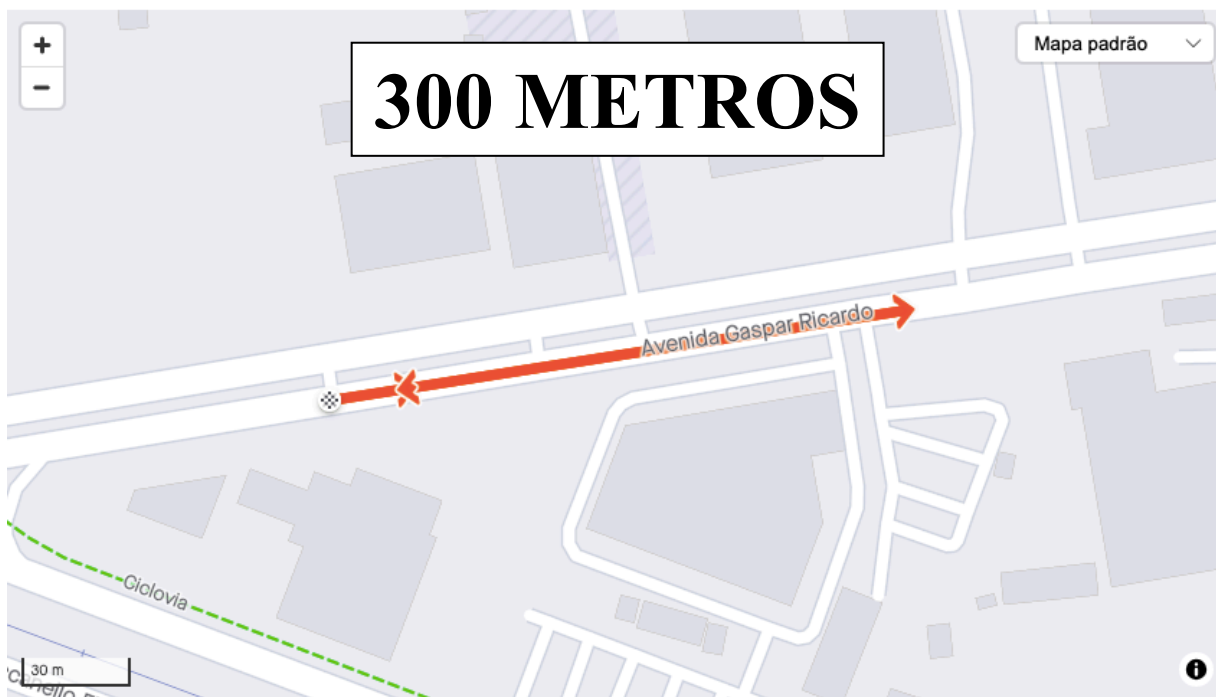 +
Mapa padrão
300 METROS
−
Avenida Gaspar Ricardo
Ciclovia
30 m
i